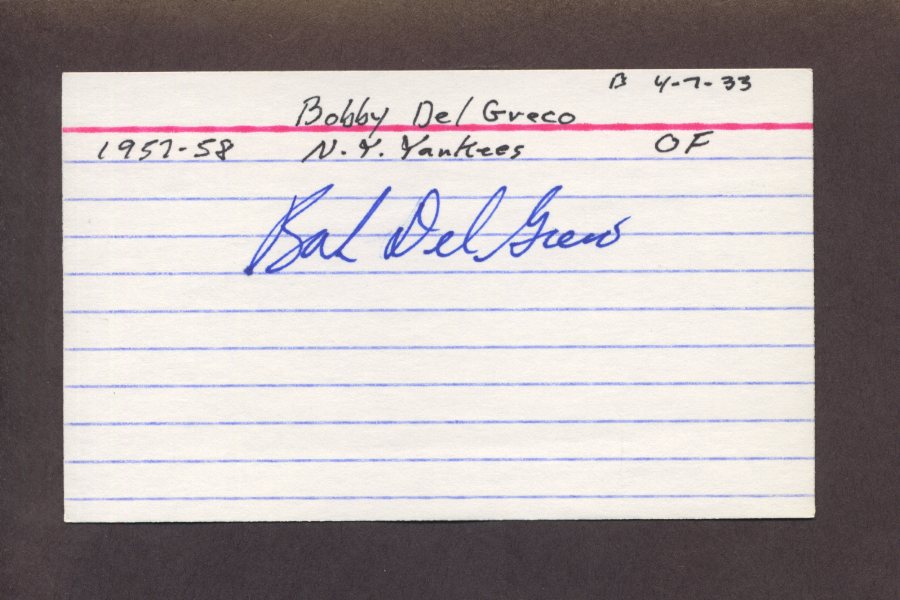 B 4-7-33
Bobby Del Greco
1957-58 N.Y. Yankees OF
Bob Del Greco